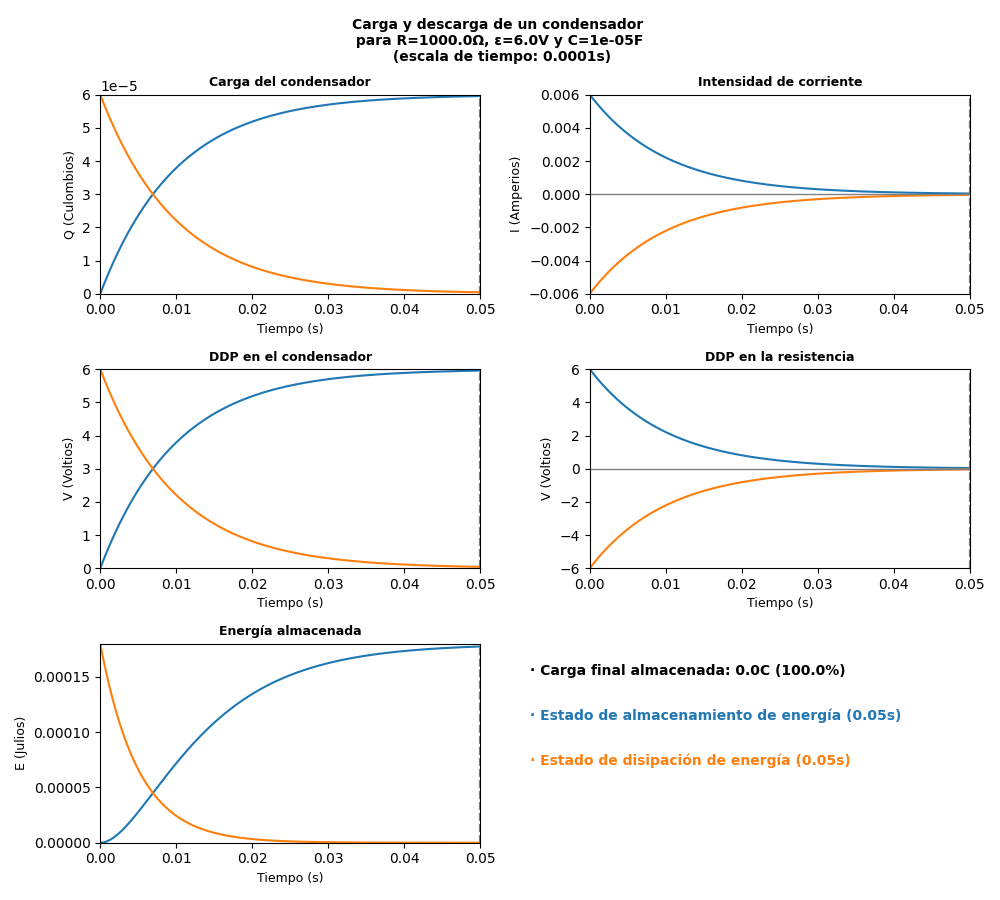 Carga y descarga de un condensador
para R=1000.0Ω, ε=6.0V y C=1e-05F
(escala de tiempo: 0.0001s)
Carga del condensador
1e−5
6
5
4
3
2
1
0
Q (Culombios)
0.00 0.01 0.02 0.03 0.04 0.05
Tiempo (s)
Intensidad de corriente
0.006
0.004
0.002
0.000
−0.002
−0.004
−0.006
I (Amperios)
0.00 0.01 0.02 0.03 0.04 0.05
Tiempo (s)
DDP en el condensador
6
5
4
3
2
1
0
V (Voltios)
0.00 0.01 0.02 0.03 0.04 0.05
Tiempo (s)
DDP en la resistencia
6
4
2
0
−2
−4
−6
V (Voltios)
0.00 0.01 0.02 0.03 0.04 0.05
Tiempo (s)
Energía almacenada
0.00015
0.00010
0.00005
0.00000
E (Julios)
0.00 0.01 0.02 0.03 0.04 0.05
Tiempo (s)
· Carga final almacenada: 0.0C (100.0%)
· Estado de almacenamiento de energía (0.05s)
· Estado de disipación de energía (0.05s)